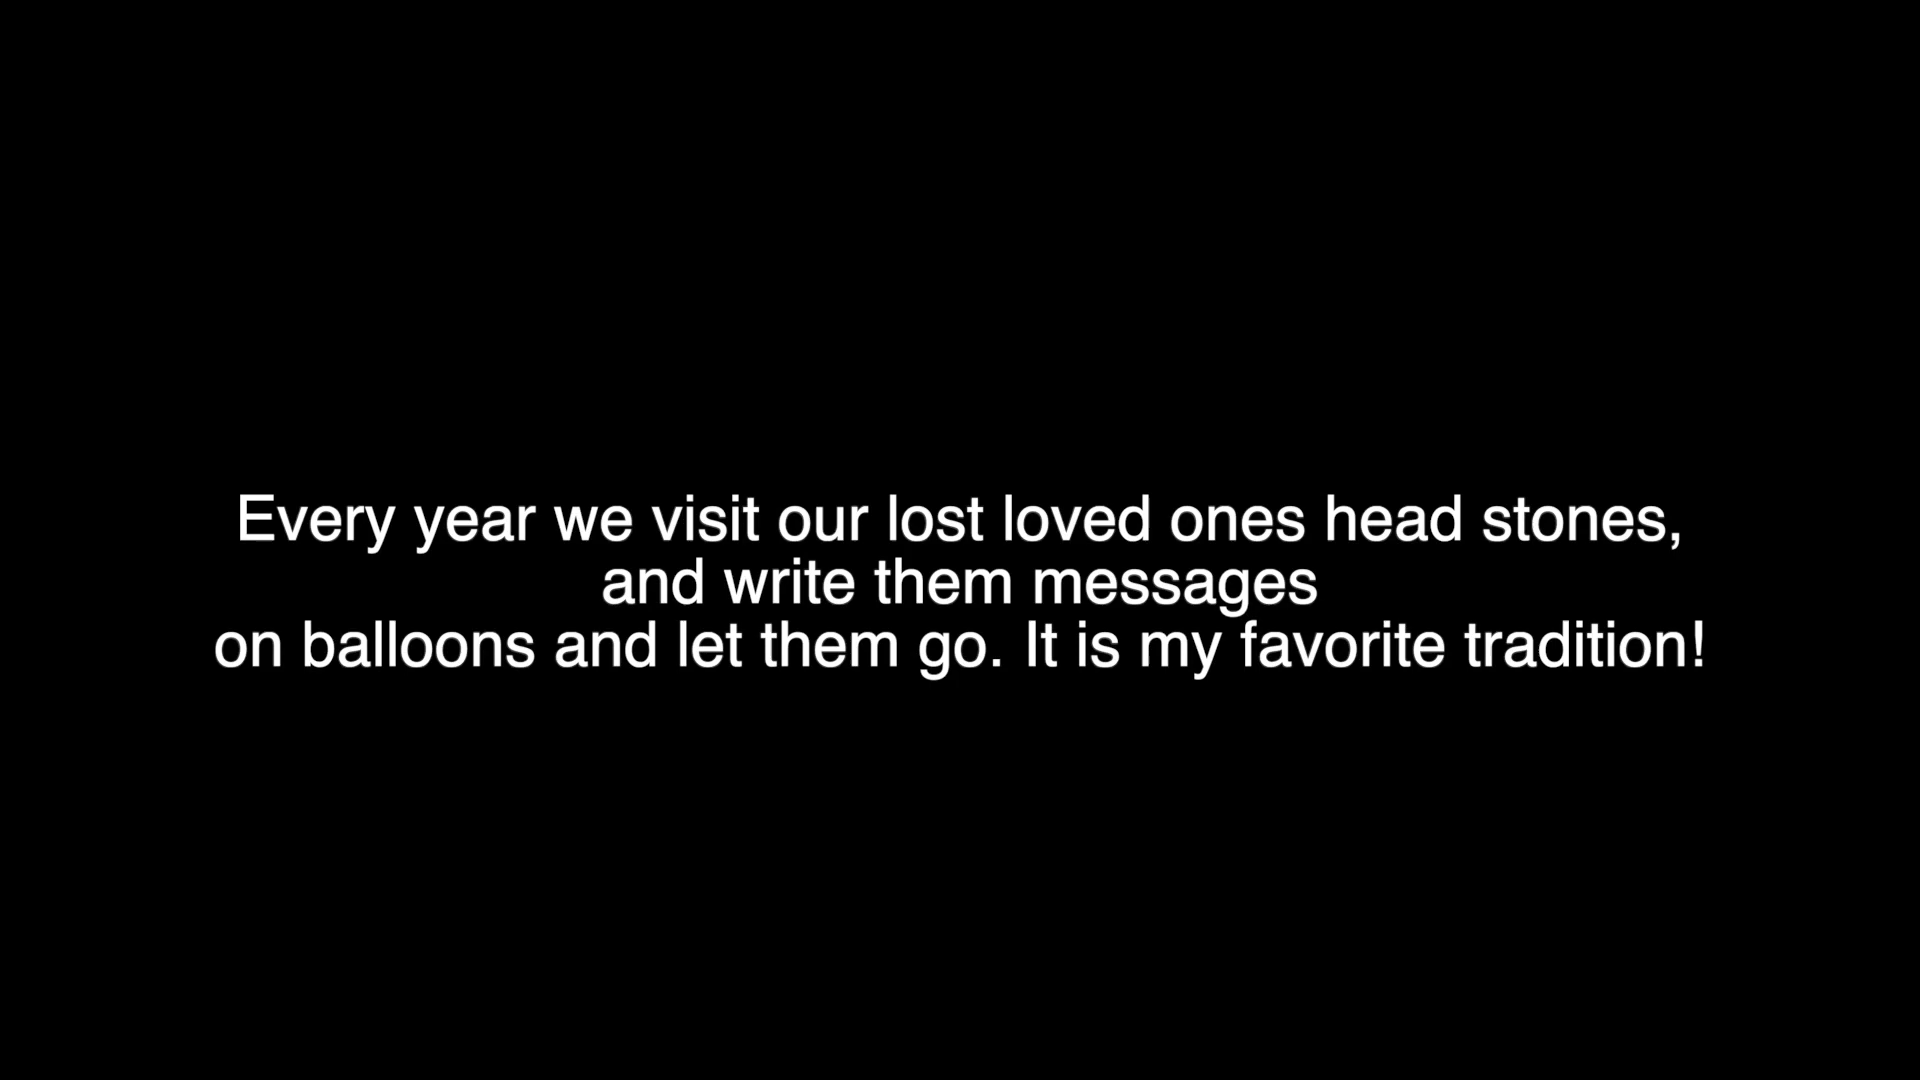 Every year we visit our lost loved ones head stones,
and write them messages
on balloons and let them go. It is my favorite tradition!